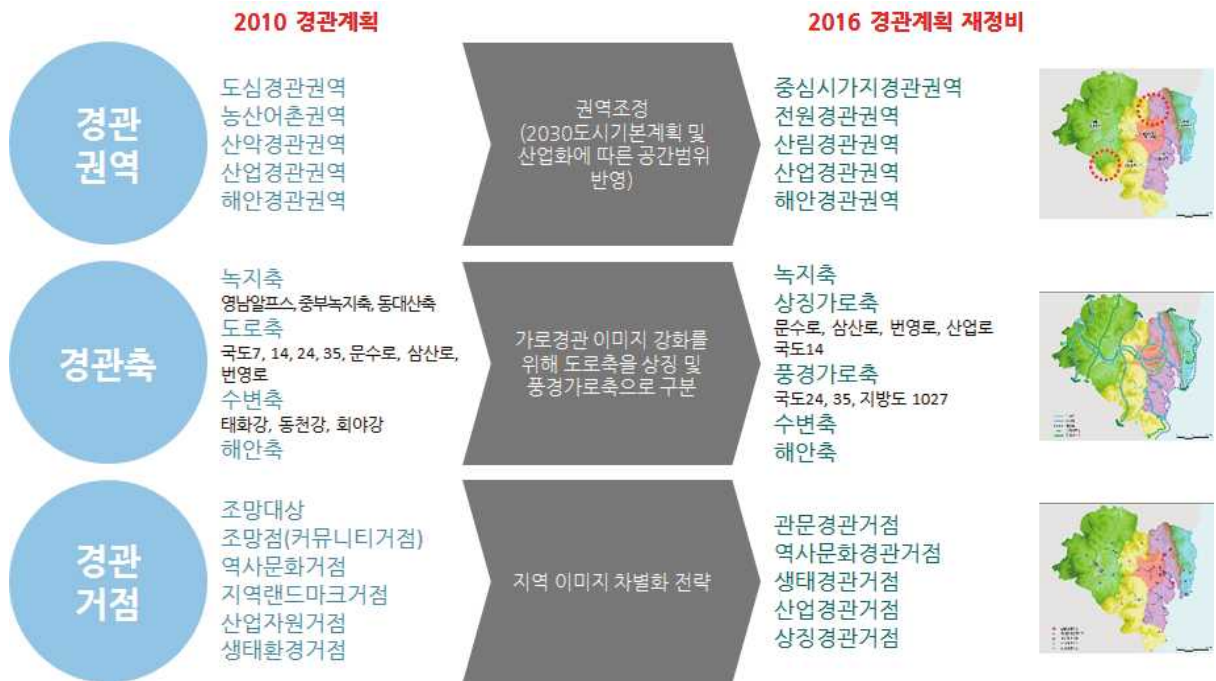 2010 경관계획
2016 경관계획 재정비
경관
권역
도심경관권역
농산어촌권역
산악경관권역
산업경관권역
해안경관권역
권역조정
(2030도시기본계획 및
산업화에 따른 공간범위
반영)
중심시가지경관권역
전원경관권역
산림경관권역
산업경관권역
해안경관권역
경관축
녹지축
영남알프스, 중부녹지축, 동대산축
도로축
국도7, 14, 24, 35, 문수로, 삼산로,
번영로
수변축
태화강, 동천강, 회야강
해안축
가로경관 이미지 강화를
위해 도로축을 상징 및
풍경가로축으로 구분
녹지축
상징가로축
문수로, 삼산로, 번영로, 산업로
국도14
풍경가로축
국도24, 35, 지방도 1027
수변축
해안축
경관
거점
조망대상
조망점(커뮤니티거점)
역사문화거점
지역랜드마크거점
산업자원거점
생태환경거점
지역 이미지 차별화 전략
관문경관거점
역사문화경관거점
생태경관거점
산업경관거점
상징경관거점